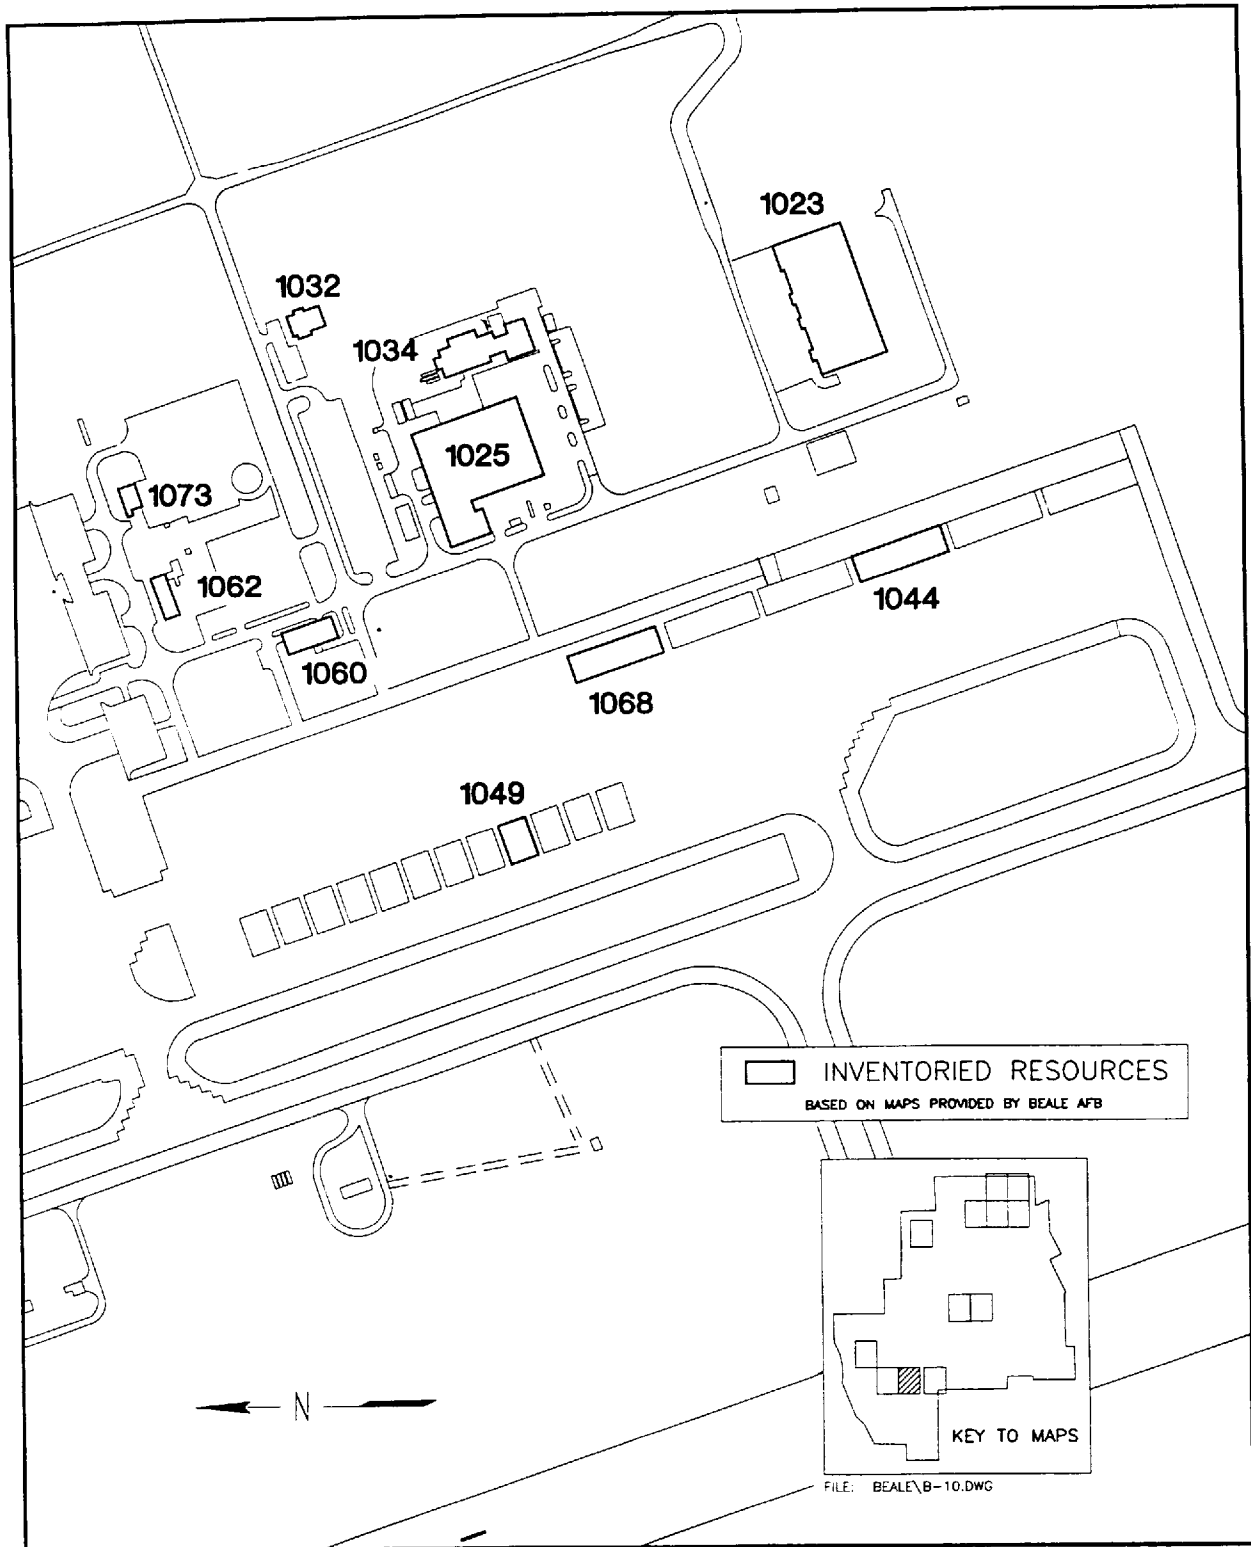 1023
1032
1034
1025
1073
1062
1044
1060
1068
1049
INVENTORIED RESOURCES
BASED ON MAPS PROVIDED BY BEALE AFB
N
KEY TO MAPS
FILE: BEALE\B-10.DWG